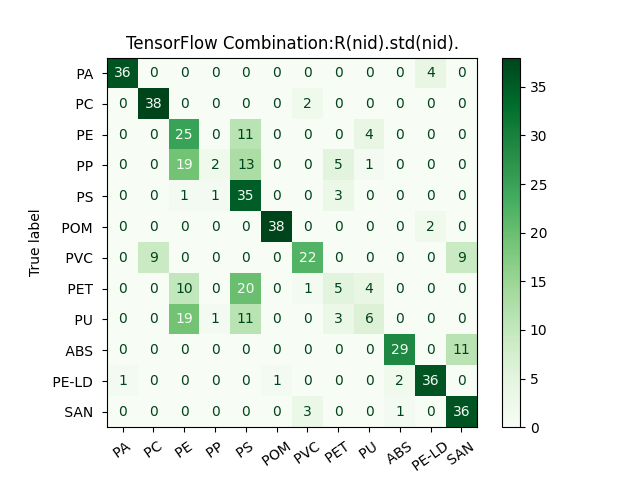 TensorFlow Combination:R(nid).std(nid).
True label
PA 36 0 0 0 0 0 0 0 0 0 4 0
PC 0 38 0 0 0 0 2 0 0 0 0 0
PE 0 0 25 0 11 0 0 0 4 0 0 0
PP 0 0 19 2 13 0 0 5 1 0 0 0
PS 0 0 1 1 35 0 0 3 0 0 0 0
POM 0 0 0 0 0 38 0 0 0 0 2 0
PVC 0 9 0 0 0 0 22 0 0 0 0 9
PET 0 0 10 0 20 0 1 5 4 0 0 0
PU 0 0 19 1 11 0 0 3 6 0 0 0
ABS 0 0 0 0 0 0 0 0 0 29 0 11
PE-LD 1 0 0 0 0 1 0 0 0 2 36 0
SAN 0 0 0 0 0 0 3 0 0 1 0 36
PA PC PE PP PS POM PVC PET PU ABS PE-LD SAN
35
30
25
20
15
10
5
0